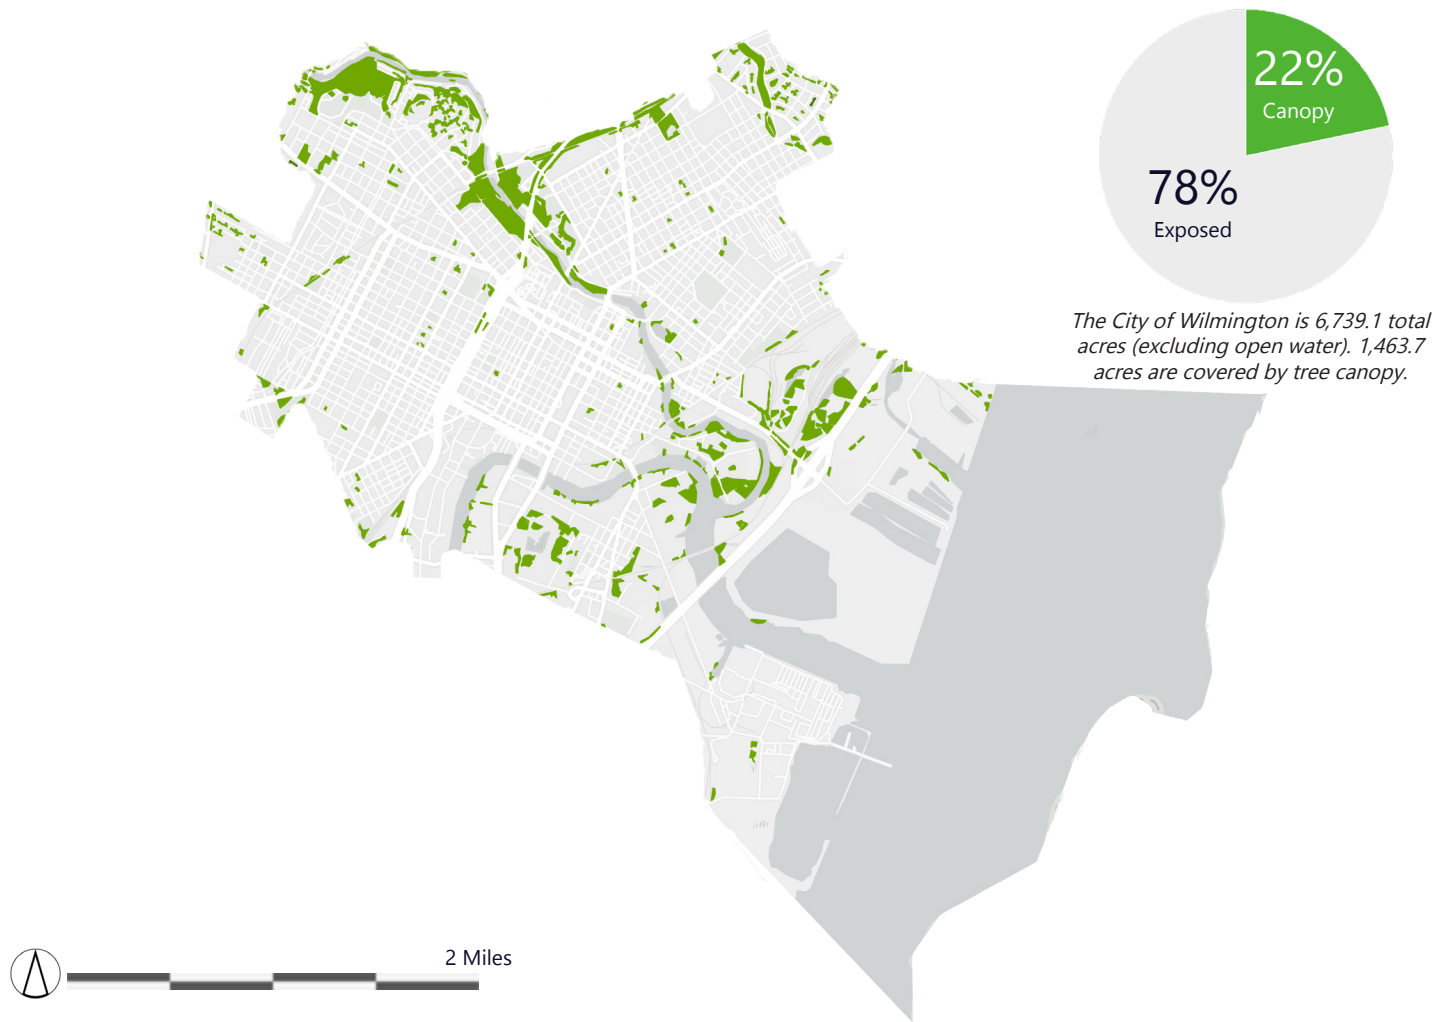 22%
Canopy
78%
Exposed
The City of Wilmington is 6,739.1 total
acres (excluding open water). 1,463.7
acres are covered by tree canopy.
2 Miles